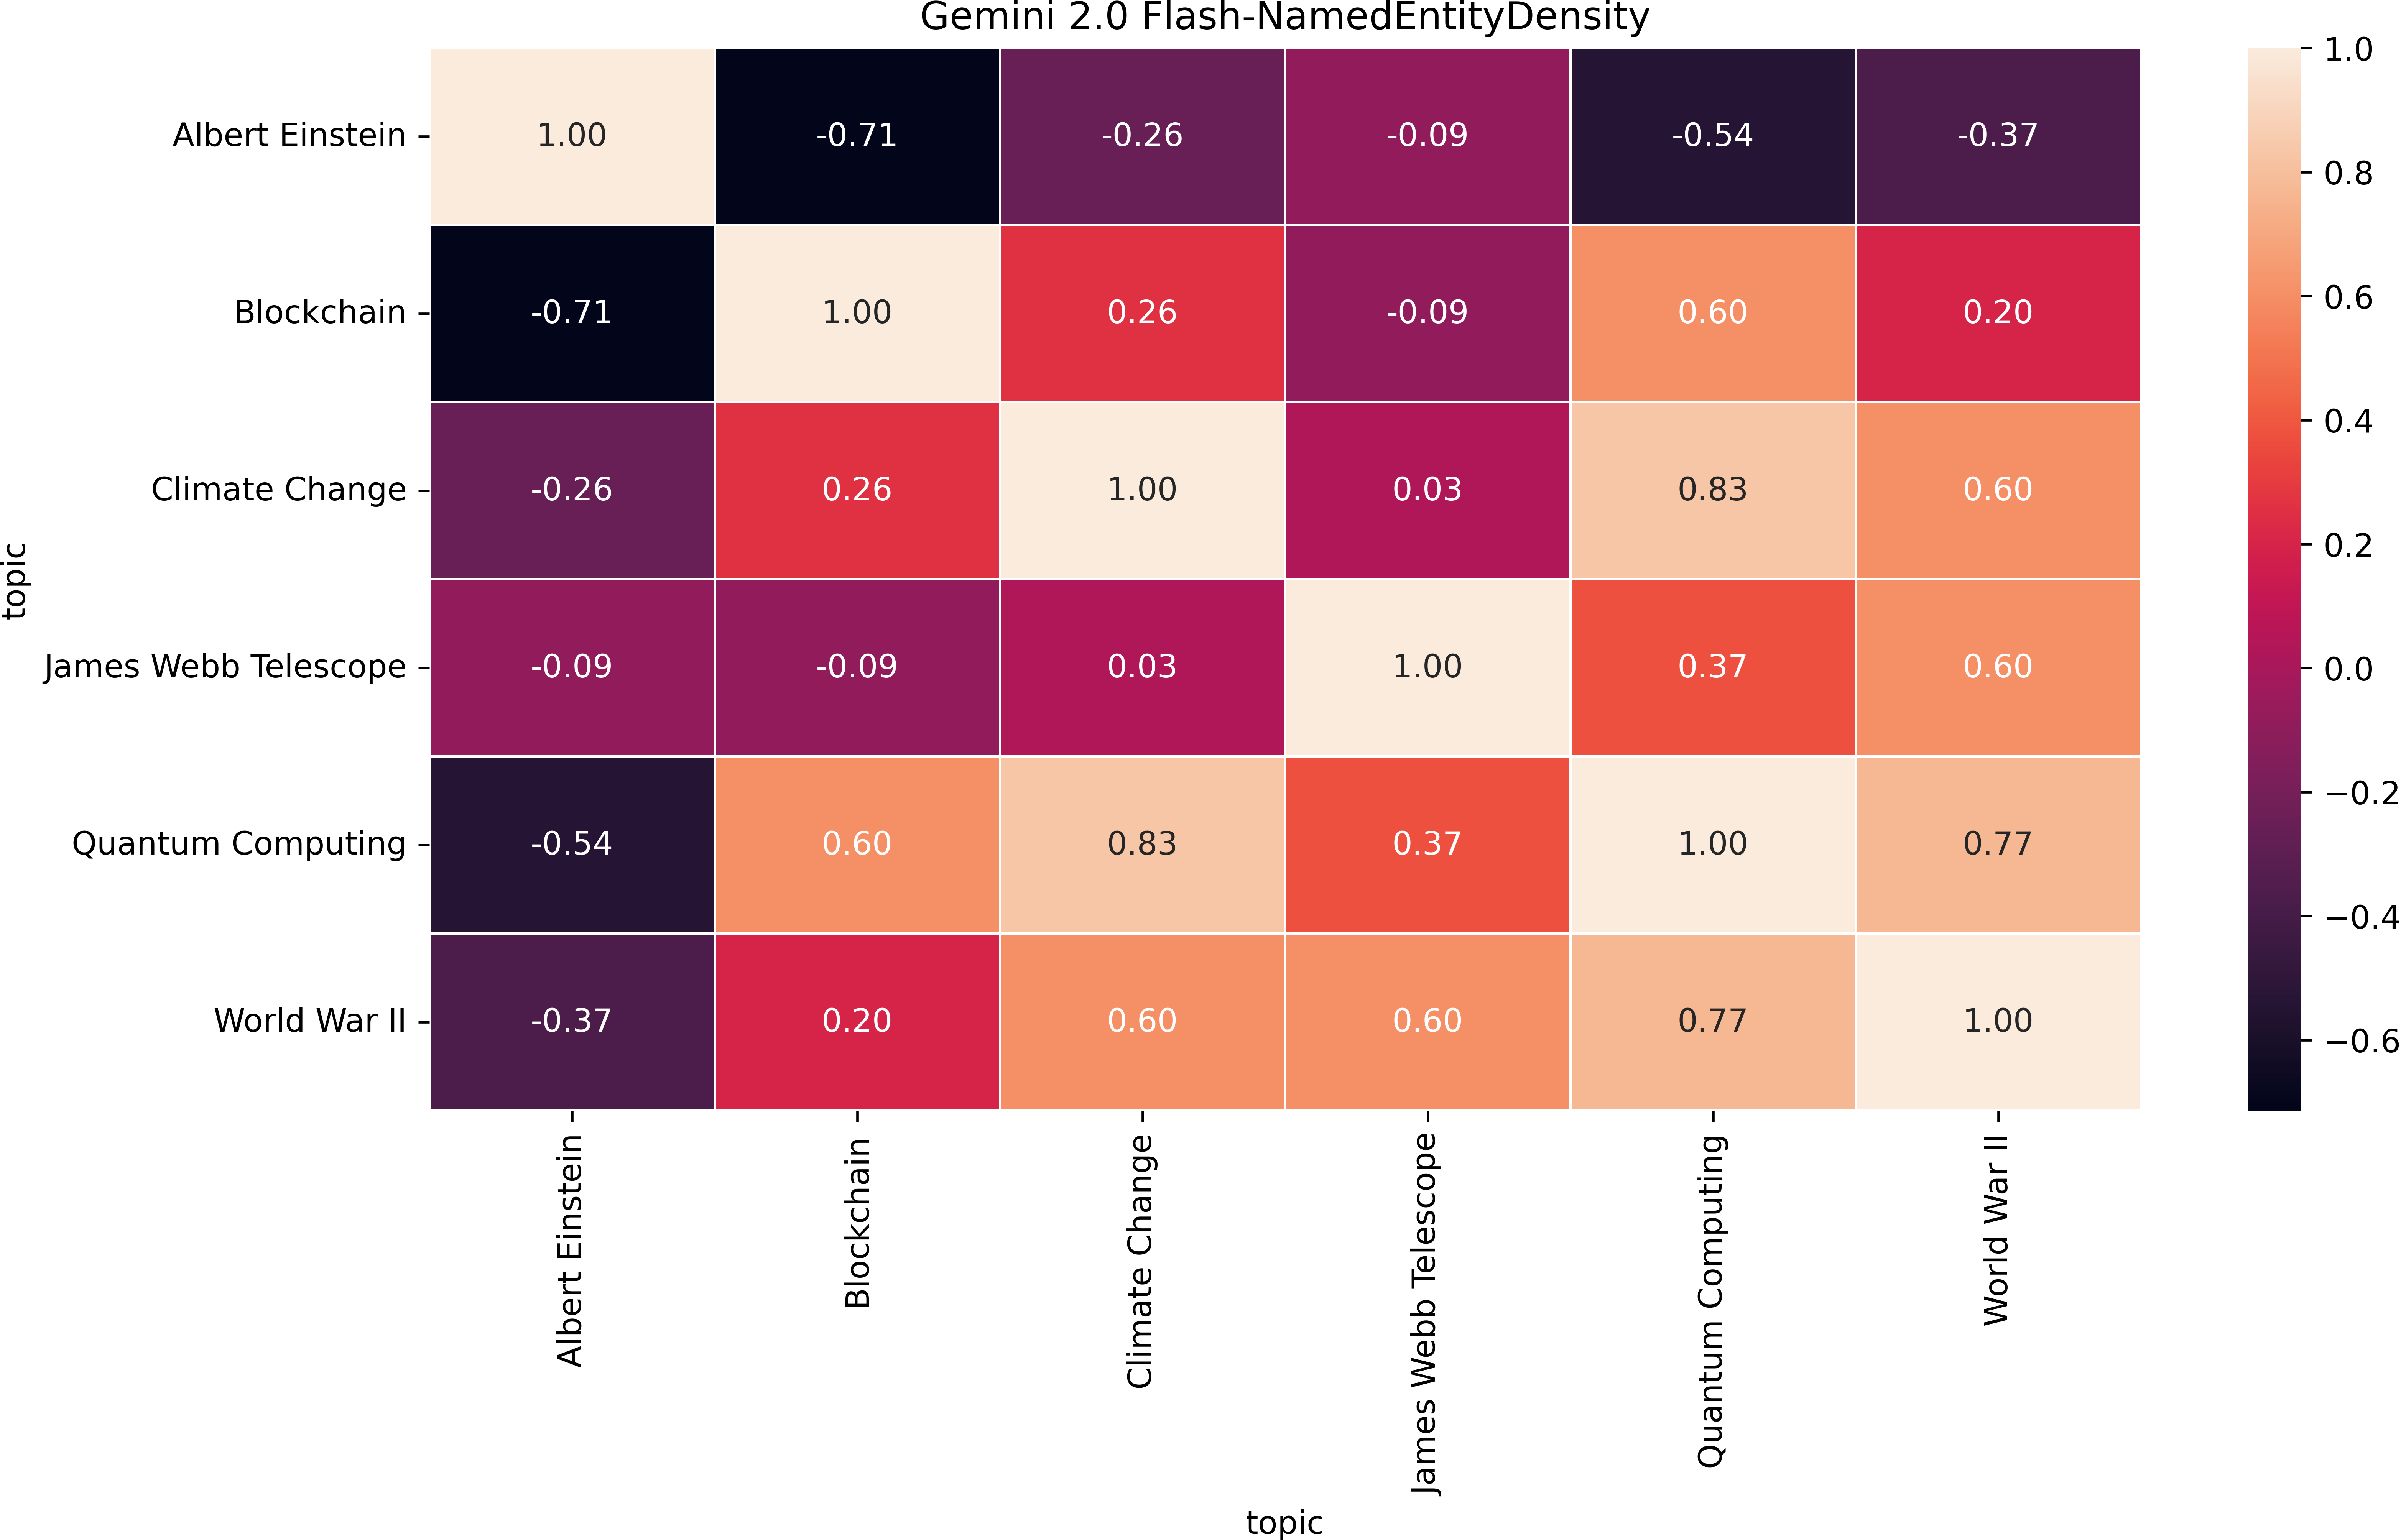 Gemini 2.0 Flash-NamedEntityDensity
Albert Einstein 1.00 -0.71 -0.26 -0.09 -0.54 -0.37
Blockchain -0.71 1.00 0.26 -0.09 0.60 0.20
Climate Change -0.26 0.26 1.00 0.03 0.83 0.60
James Webb Telescope -0.09 -0.09 0.03 1.00 0.37 0.60
Quantum Computing -0.54 0.60 0.83 0.37 1.00 0.77
World War II -0.37 0.20 0.60 0.60 0.77 1.00
topic
Albert Einstein
Blockchain
Climate Change
James Webb Telescope
Quantum Computing
World War II
topic
1.0
0.8
0.6
0.4
0.2
0.0
−0.2
−0.4
−0.6